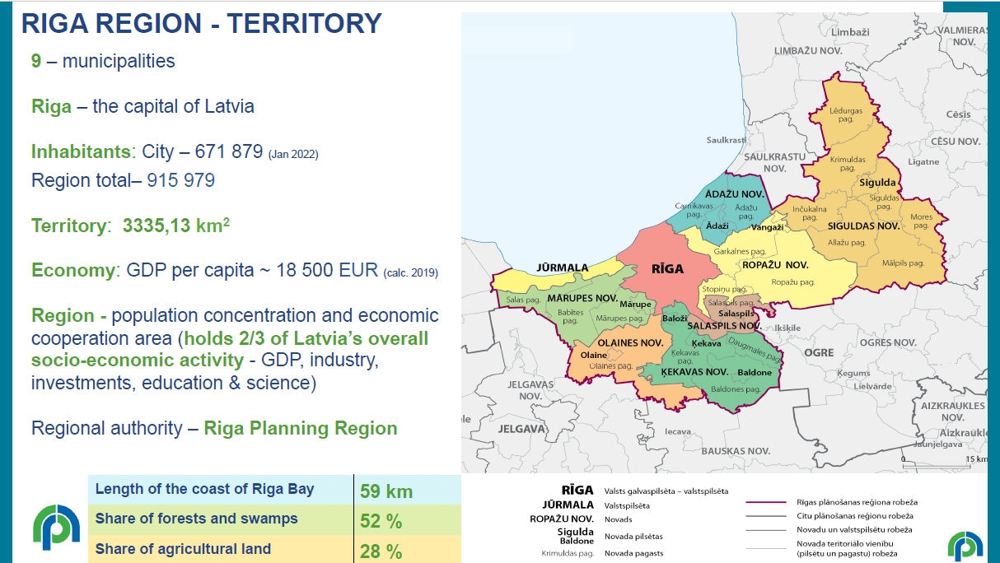 RIGA REGION - TERRITORY
9 – municipalities
Riga – the capital of Latvia
Inhabitants: City – 671 879 (Jan 2022)
Region total– 915 979
Territory: 3335,13 km²
Economy: GDP per capita ~ 18 500 EUR (calc. 2019)
Region - population concentration and economic
cooperation area (holds 2/3 of Latvia's overall
socio-economic activity - GDP, industry,
investments, education & science)
Regional authority – Riga Planning Region
Length of the coast of Riga Bay 59 km
Share of forests and swamps 52 %
Share of agricultural land 28 %
Limbaži
LIMBAŽU NOV.
VALMIERAS
NOV.
Lēdurgas
pag.
Cēsis
CĒSU NOV.
Saulkrasti
SAULKRASTU
NOV.
Krimuldas
pag.
Līgatne
Sigulda
Siguldas
pag.
ĀDAŽU NOV.
Carnikavas
pag.
Ādažu
pag.
Ādaži
Vangaži
Inčukalna
pag.
SIGULDAS NOV.
Mores
pag.
Allažu pag.
Mālpils pag.
Garkalnes pag.
ROPAŽU NOV.
Ropažu pag.
JŪRMALA
RĪGA
Stopiņu pag.
Salas pag.
MĀRUPES NOV.
Mārupe
Babītes
pag.
Mārupes pag.
Baloži
Salaspils pag.
Salaspils
SALASPILS NOV.
Ikšķile
OLAINES NOV.
Olaine
Olaines pag.
Ķekava
Ķekavas
pag.
Daugmales pag.
ĶEKAVAS NOV.
Baldone
Baldones pag.
OGRE
OGRES NOV.
Ķegums
Lielvārde
JELGAVAS
NOV.
ele
JELGAVA
Iecava
BAUSKAS NOV.
AIZKRAUKLES
NOV.
Aizkraukle
Jaunjelgava
0 15 km
RĪGA Valsts galvaspilsēta – valstspilsēta
JŪRMALA Valstspilsēta
ROPAŽU NOV. Novads
Sigulda
Baldone Novada pilsētas
Krimuldas pag. Novada pagasts
Rīgas plānošanas reģiona robeža
Citu plānošanas reģionu robeža
Novadu un valstspilsētu robeža
Novada teritoriālo vienību
(pilsētu un pagastu) robeža